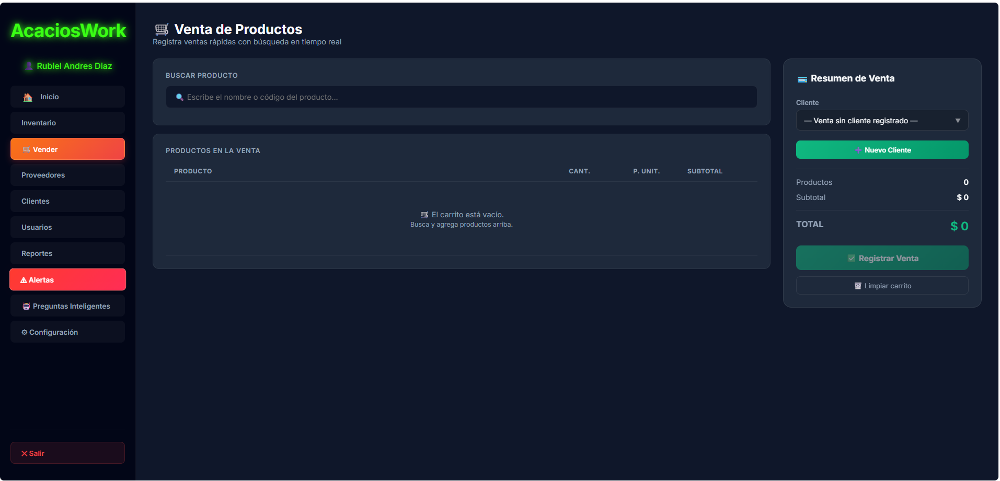 AcaciosWork
Rubiel Andres Diaz
Inicio
Inventario
Vender
Proveedores
Clientes
Usuarios
Reportes
Alertas
Preguntas Inteligentes
Configuración
Salir
Venta de Productos
Registra ventas rápidas con búsqueda en tiempo real
BUSCAR PRODUCTO
Escribe el nombre o código del producto...
PRODUCTOS EN LA VENTA
PRODUCTO CANT. P. UNIT. SUBTOTAL
El carrito está vacío.
Busca y agrega productos arriba.
Resumen de Venta
Cliente
— Venta sin cliente registrado —
Nuevo Cliente
Productos 0
Subtotal $ 0
TOTAL $ 0
Registrar Venta
Limpiar carrito